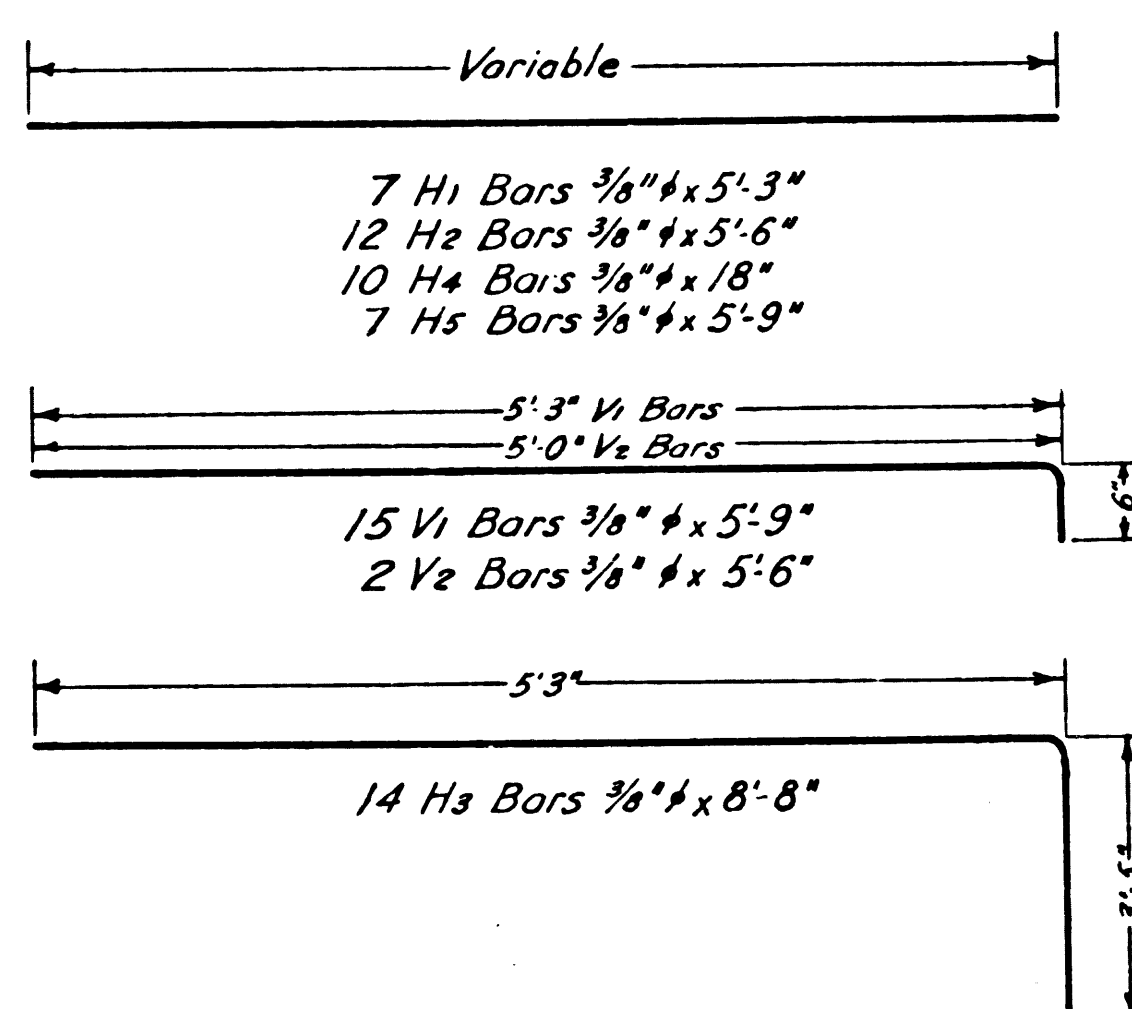 Variable
7 H1 Bars 3/8" φ x 5'-3"
12 H2 Bars 3/8" φ x 5'-6"
10 H4 Bars 3/8" φ x 18"
7 H5 Bars 3/8" φ x 5'-9"
5'-3" V1 Bars
5'-0" V2 Bars
6"
15 V1 Bars 3/8" φ x 5'-9"
2 V2 Bars 3/8" φ x 5'-6"
5'3"
14 H3 Bars 3/8" φ x 8'-8"